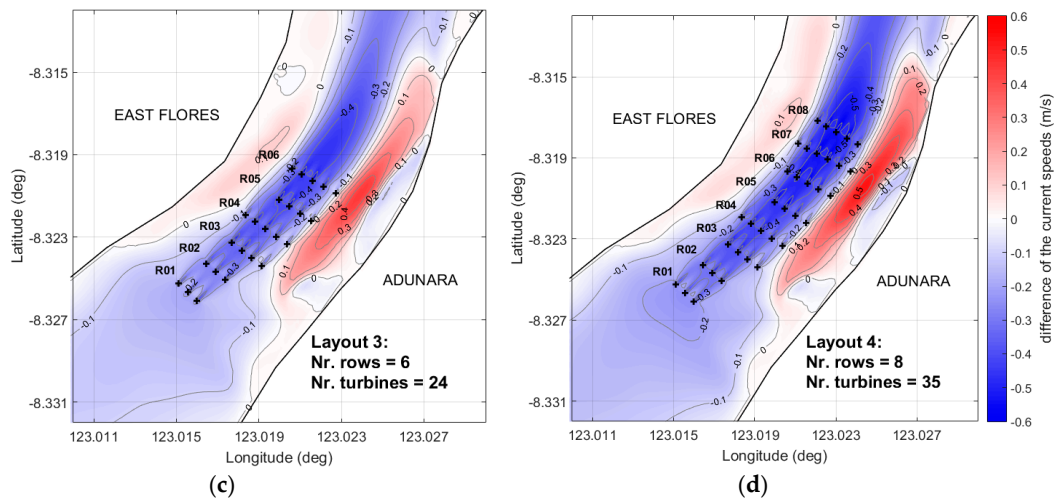 EAST FLORES
ADUNARA
R08
R07
R06
R05
R04
R03
R02
R01
R06
R05
R04
R03
R02
R01
Layout 3:
Nr. rows = 6
Nr. turbines = 24
-8.315
-8.319
-8.323
-8.327
-8.331
Latitude (deg)
123.011 123.015 123.019 123.023 123.027
Longitude (deg)
(c)
EAST FLORES
ADUNARA
Layout 4:
Nr. rows = 8
Nr. turbines = 35
-8.315
-8.319
-8.323
-8.327
-8.331
Latitude (deg)
123.011 123.015 123.019 123.023 123.027
Longitude (deg)
(d)
0.6
0.5
0.4
0.3
0.2
0.1
0
-0.1
-0.2
-0.3
-0.4
-0.5
-0.6
difference of the current speeds (m/s)